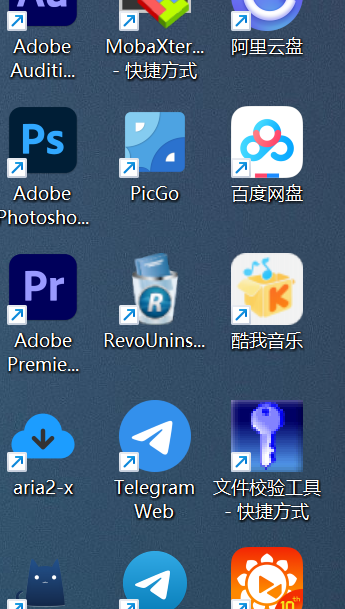 Au
Adobe
Auditi...
MobaXter...
- 快捷方式
阿里云盘
Ps
Adobe
Photosho...
PicGo
百度网盘
Pr
Adobe
Premie...
R
RevoUnins...
K
酷我音乐
aria2-x
Telegram
Web
文件校验工具
- 快捷方式
10th